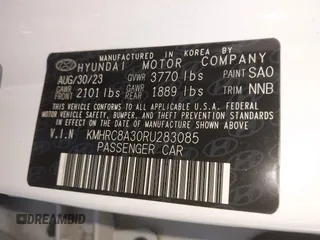 MANUFACTURED IN KOREA BY
HYUNDAI MOTOR COMPANY
AUG/30/23 GVWR 3770 lbs PAINT SAO
GAWR FRONT 2101 lbs GAWR REAR 1889 lbs TRIM NNB
THIS VEHICLE CONFORMS TO ALL APPLICABLE U.S. FEDERAL MOTOR
VEHICLE SAFETY, BUMPER, AND THEFT PREVENTION STANDARDS IN
EFFECT ON THE DATE OF MANUFACTURE SHOWN ABOVE.
V.I.N KMHRC8A30RU283085
PASSENGER CAR
DREAMBID